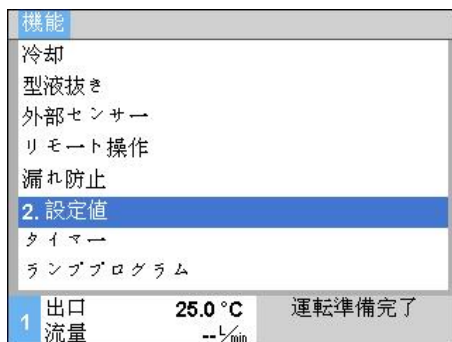 機能
冷却
型液抜き
外部センサー
リモート操作
漏れ防止
2. 設定値
タイマー
ランププログラム
1 出口 25.0 °C 運転準備完了
流量 -- L/min